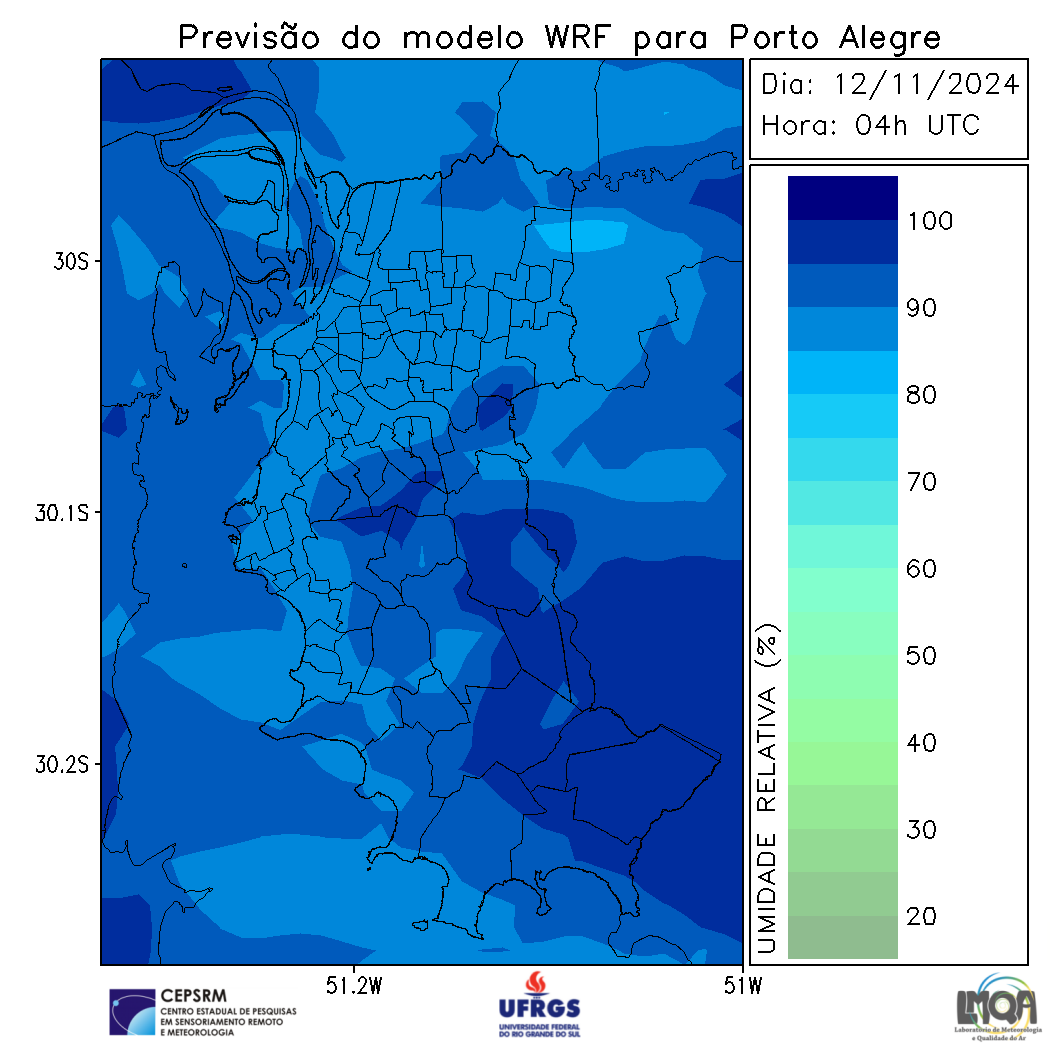 Previsão do modelo WRF para Porto Alegre
Dia: 12/11/2024
Hora: 04h UTC
30S
30.1S
30.2S
51.2W
51W
100
90
80
70
60
50
40
30
20
UMIDADE RELATIVA (%)
CEPSRM
CENTRO ESTADUAL DE PESQUISAS
EM SENSORIAMENTO REMOTO
E METEOROLOGIA
UFRGS
UNIVERSIDADE FEDERAL
DO RIO GRANDE DO SUL
LMQA
Laboratório de Meteorologia
e Qualidade do Ar